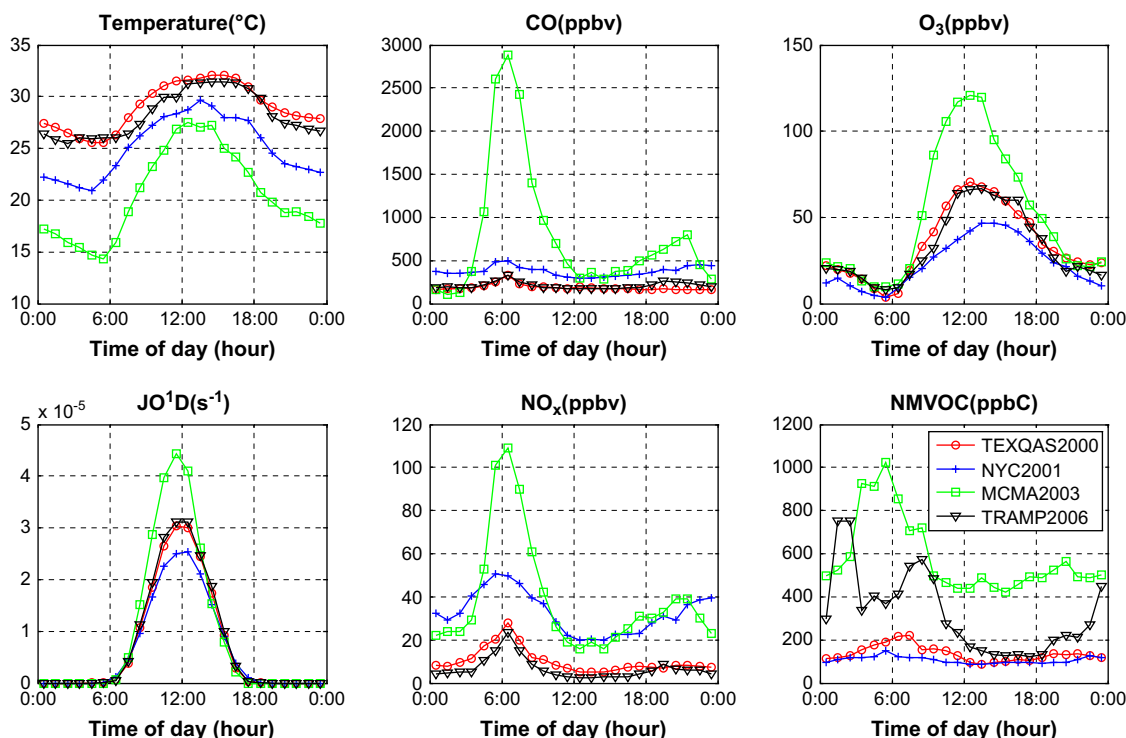 Temperature(°C)
CO(ppbv)
O₃(ppbv)
35
30
25
20
15
10
0:00 6:00 12:00 18:00 0:00
Time of day (hour)
3000
2500
2000
1500
1000
500
0
0:00 6:00 12:00 18:00 0:00
Time of day (hour)
150
100
50
0
0:00 6:00 12:00 18:00 0:00
Time of day (hour)
JO¹D(s⁻¹)
x 10⁻⁵
5
4
3
2
1
0
0:00 6:00 12:00 18:00 0:00
Time of day (hour)
NOₓ(ppbv)
120
100
80
60
40
20
0
0:00 6:00 12:00 18:00 0:00
Time of day (hour)
NMVOC(ppbC)
1200
1000
800
600
400
200
0
TEXQAS2000
NYC2001
MCMA2003
TRAMP2006
0:00 6:00 12:00 18:00 0:00
Time of day (hour)